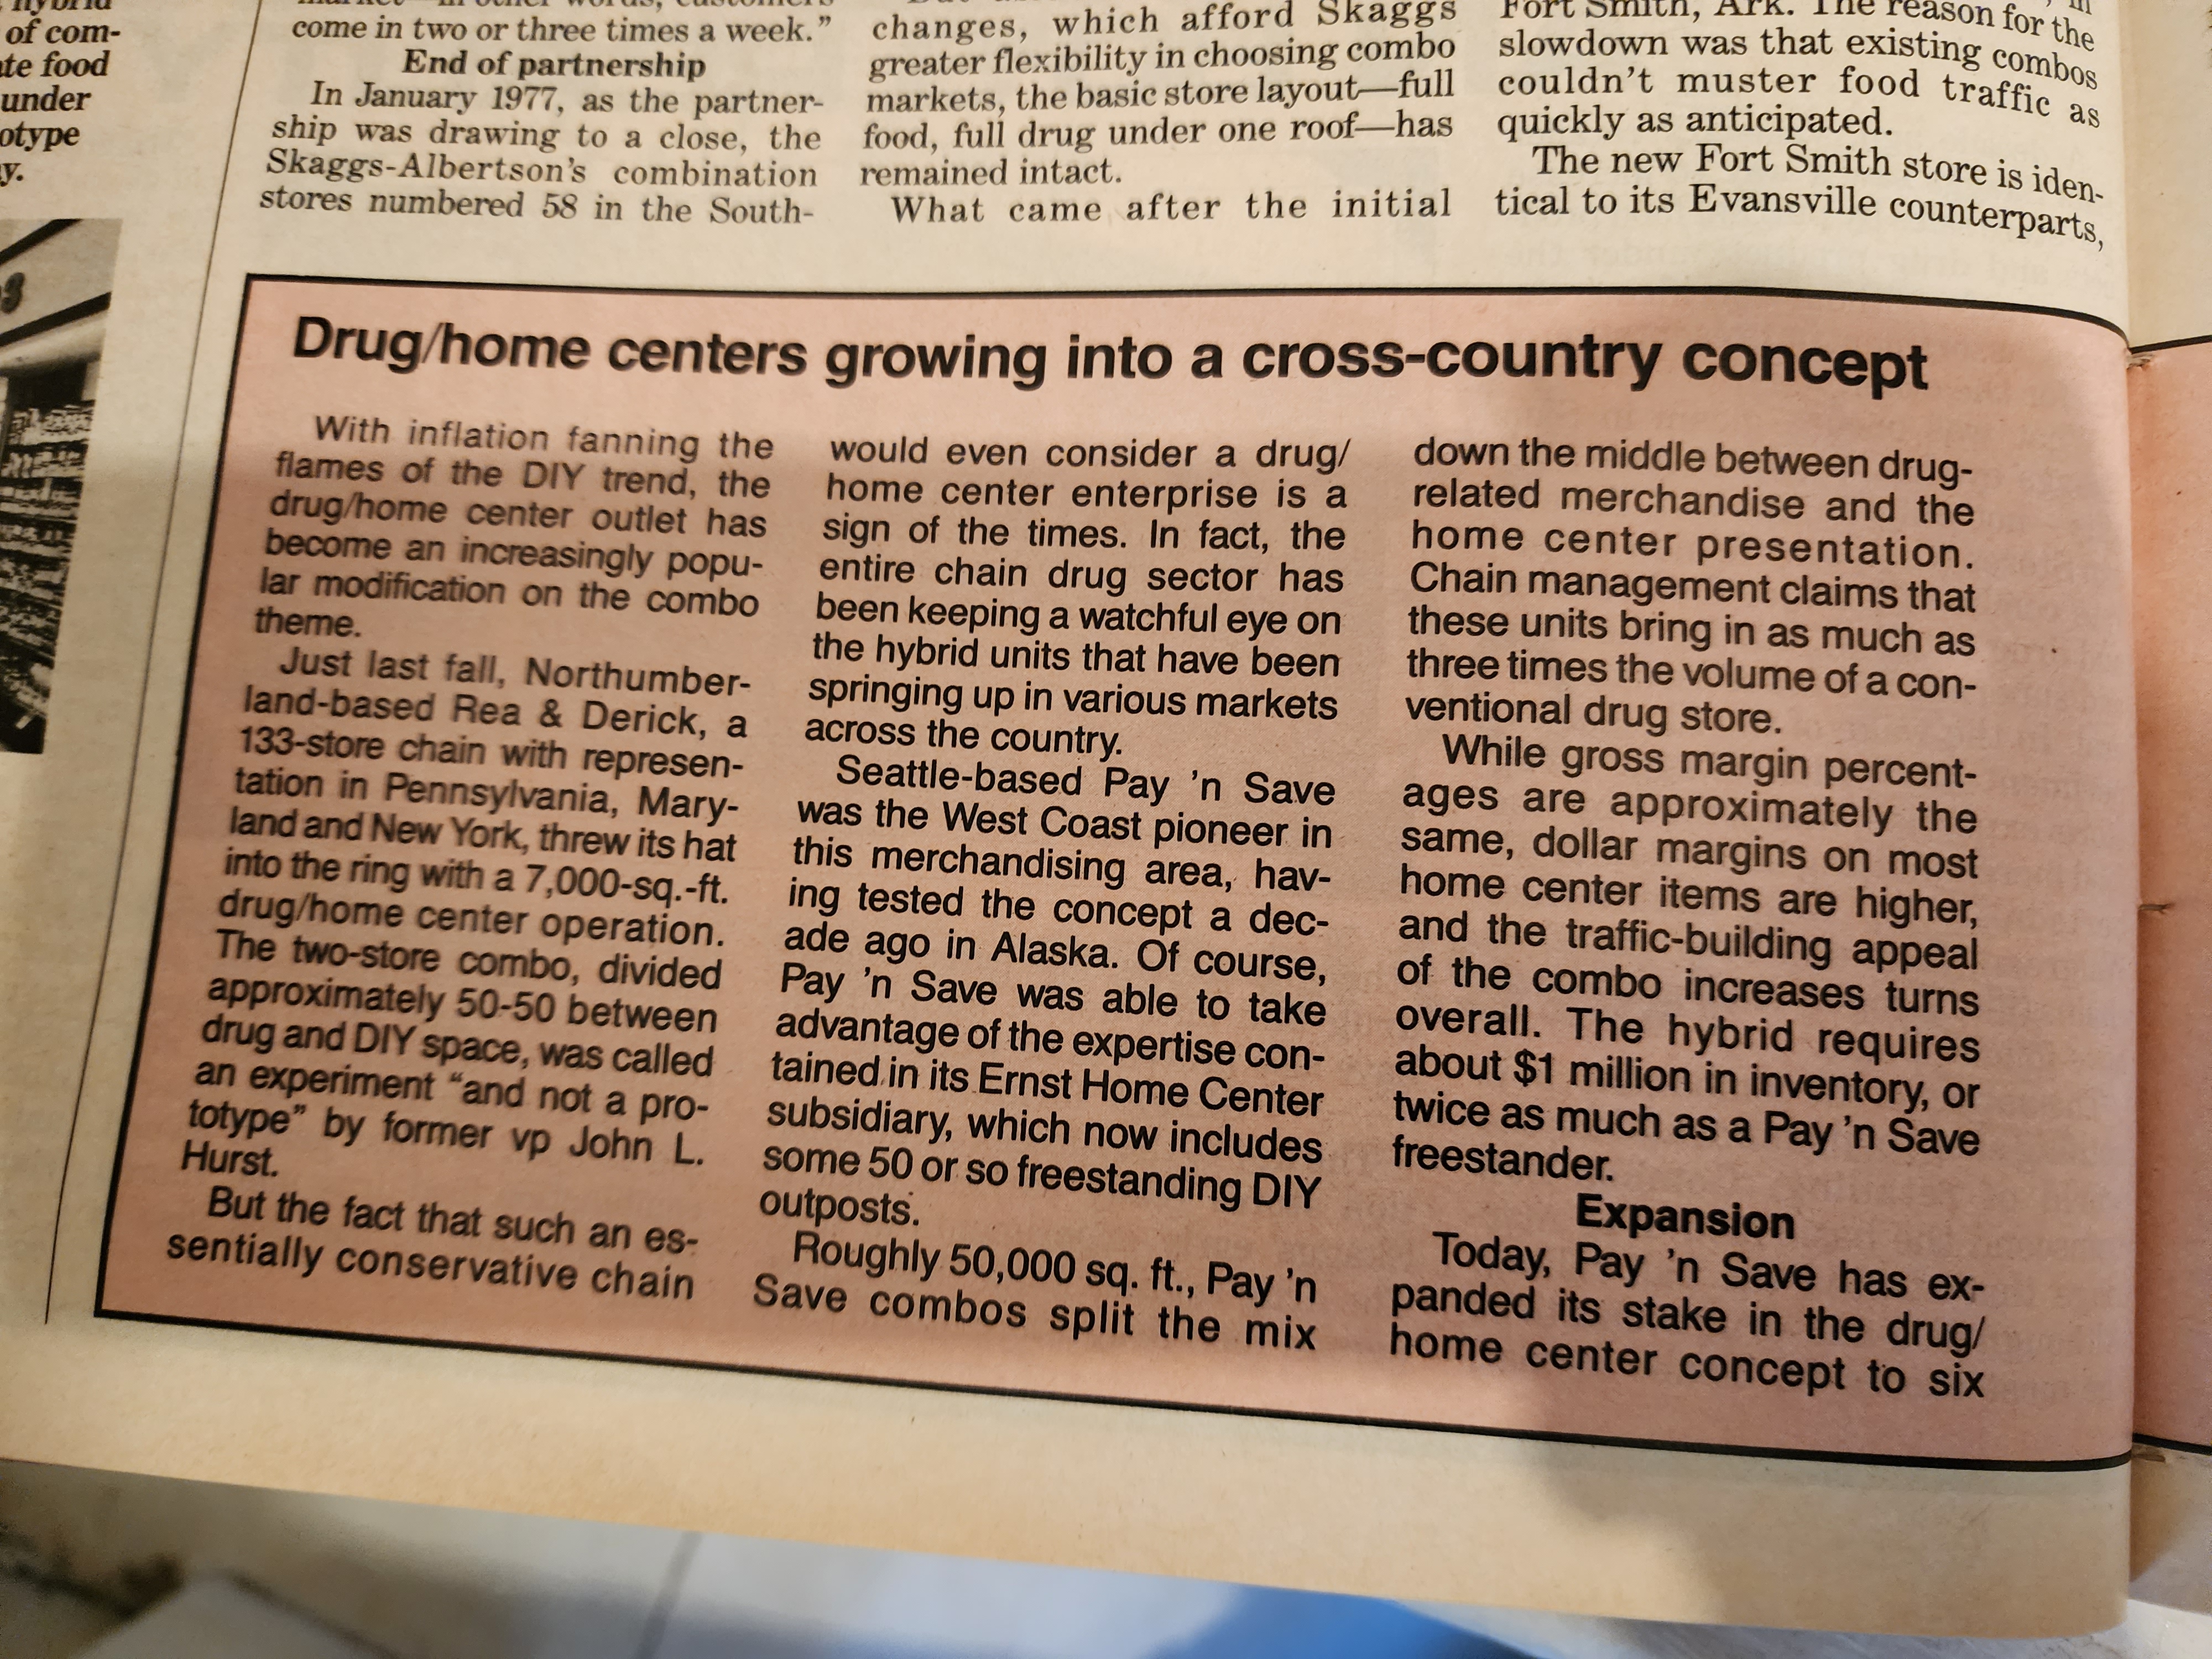 of com-
food
under
otype
y.
come in two or three times a week.”
End of partnership
In January 1977, as the partner-
ship was drawing to a close, the
Skaggs-Albertson’s combination
stores numbered 58 in the South-
changes, which afford Skaggs
greater flexibility in choosing combo
markets, the basic store layout—full
food, full drug under one roof—has
remained intact.
What came after the initial
Fort Smith, Ark. The reason for the
slowdown was that existing combos
couldn’t muster food traffic as
quickly as anticipated.
The new Fort Smith store is iden-
tical to its Evansville counterparts,
Drug/home centers growing into a cross-country concept
With inflation fanning the
flames of the DIY trend, the
drug/home center outlet has
become an increasingly popu-
lar modification on the combo
theme.
Just last fall, Northumber-
land-based Rea & Derick, a
133-store chain with represen-
tation in Pennsylvania, Mary-
land and New York, threw its hat
into the ring with a 7,000-sq.-ft.
drug/home center operation.
The two-store combo, divided
approximately 50-50 between
drug and DIY space, was called
an experiment “and not a pro-
totype” by former vp John L.
Hurst.
But the fact that such an es-
sentially conservative chain
would even consider a drug/
home center enterprise is a
sign of the times. In fact, the
entire chain drug sector has
been keeping a watchful eye on
the hybrid units that have been
springing up in various markets
across the country.
Seattle-based Pay ’n Save
was the West Coast pioneer in
this merchandising area, hav-
ing tested the concept a dec-
ade ago in Alaska. Of course,
Pay ’n Save was able to take
advantage of the expertise con-
tained in its Ernst Home Center
subsidiary, which now includes
some 50 or so freestanding DIY
outposts.
Roughly 50,000 sq. ft., Pay ’n
Save combos split the mix
down the middle between drug-
related merchandise and the
home center presentation.
Chain management claims that
these units bring in as much as
three times the volume of a con-
ventional drug store.
While gross margin percent-
ages are approximately the
same, dollar margins on most
home center items are higher,
and the traffic-building appeal
of the combo increases turns
overall. The hybrid requires
about $1 million in inventory, or
twice as much as a Pay ’n Save
freestander.
Expansion
Today, Pay ’n Save has ex-
panded its stake in the drug/
home center concept to six